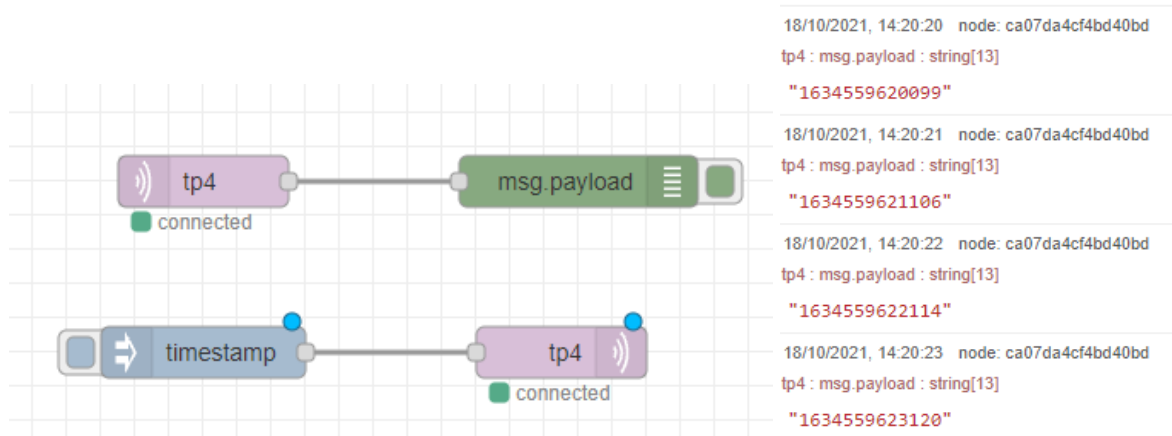 tp4
msg.payload
connected
timestamp
tp4
connected
18/10/2021, 14:20:20 node: ca07da4cf4bd40bd
tp4 : msg.payload : string[13]
"1634559620099"
18/10/2021, 14:20:21 node: ca07da4cf4bd40bd
tp4 : msg.payload : string[13]
"1634559621106"
18/10/2021, 14:20:22 node: ca07da4cf4bd40bd
tp4 : msg.payload : string[13]
"1634559622114"
18/10/2021, 14:20:23 node: ca07da4cf4bd40bd
tp4 : msg.payload : string[13]
"1634559623120"